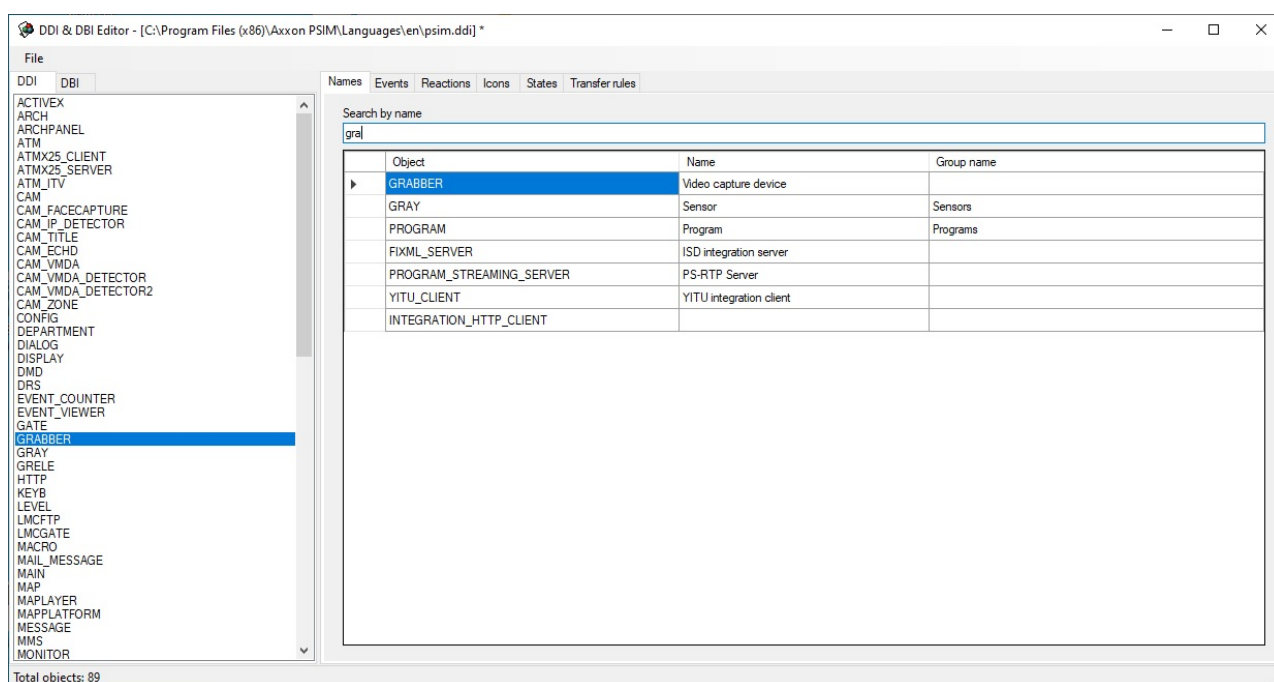 DDI & DBI Editor - [C:\Program Files (x86)\Axxon PSIM\Languages\en\psim.ddi] *
File
DDI DBI
ACTIVEX
ARCH
ARCHPANEL
ATM
ATMX25_CLIENT
ATMX25_SERVER
ATM_ITV
CAM
CAM_FACECAPTURE
CAM_IP_DETECTOR
CAM_TITLE
CAM_ECHD
CAM_VMDA
CAM_VMDA_DETECTOR
CAM_VMDA_DETECTOR2
CAM_ZONE
CONFIG
DEPARTMENT
DIALOG
DISPLAY
DMD
DRS
EVENT_COUNTER
EVENT_VIEWER
GATE
GRABBER
GRAY
GRELE
HTTP
KEYB
LEVEL
LMCFTP
LMCGATE
MACRO
MAIL_MESSAGE
MAIN
MAP
MAPLAYER
MAPPLATFORM
MESSAGE
MMS
MONITOR
Names Events Reactions Icons States Transfer rules
Search by name
gra
Object Name Group name
GRABBER Video capture device
GRAY Sensor Sensors
PROGRAM Program Programs
FIXML_SERVER ISD integration server
PROGRAM_STREAMING_SERVER PS-RTP Server
YITU_CLIENT YITU integration client
INTEGRATION_HTTP_CLIENT
Total objects: 89